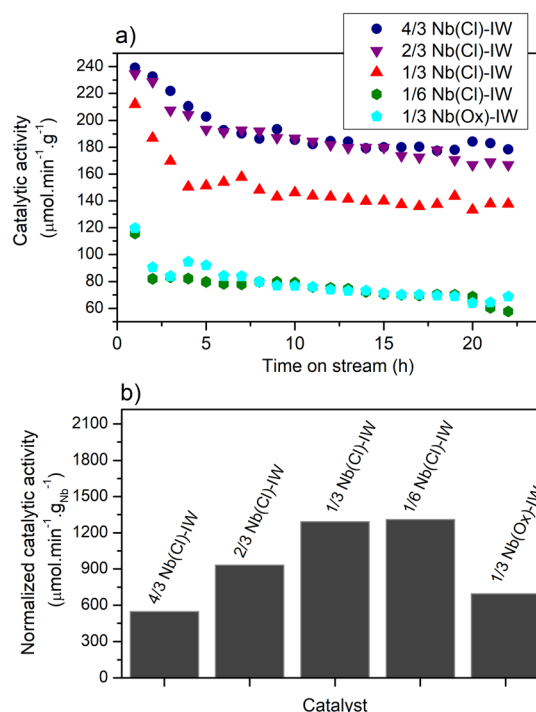 a)
4/3 Nb(Cl)-IW
2/3 Nb(Cl)-IW
1/3 Nb(Cl)-IW
1/6 Nb(Cl)-IW
1/3 Nb(Ox)-IW
Catalytic activity
(μmol.min⁻¹.g⁻¹)
240
220
200
180
160
140
120
100
80
60
0 5 10 15 20
Time on stream (h)
b)
Normalized catalytic activity
(μmol.min⁻¹.g_Nb⁻¹)
2100
1800
1500
1200
900
600
300
0
4/3 Nb(Cl)-IW
2/3 Nb(Cl)-IW
1/3 Nb(Cl)-IW
1/6 Nb(Cl)-IW
1/3 Nb(Ox)-IW
Catalyst